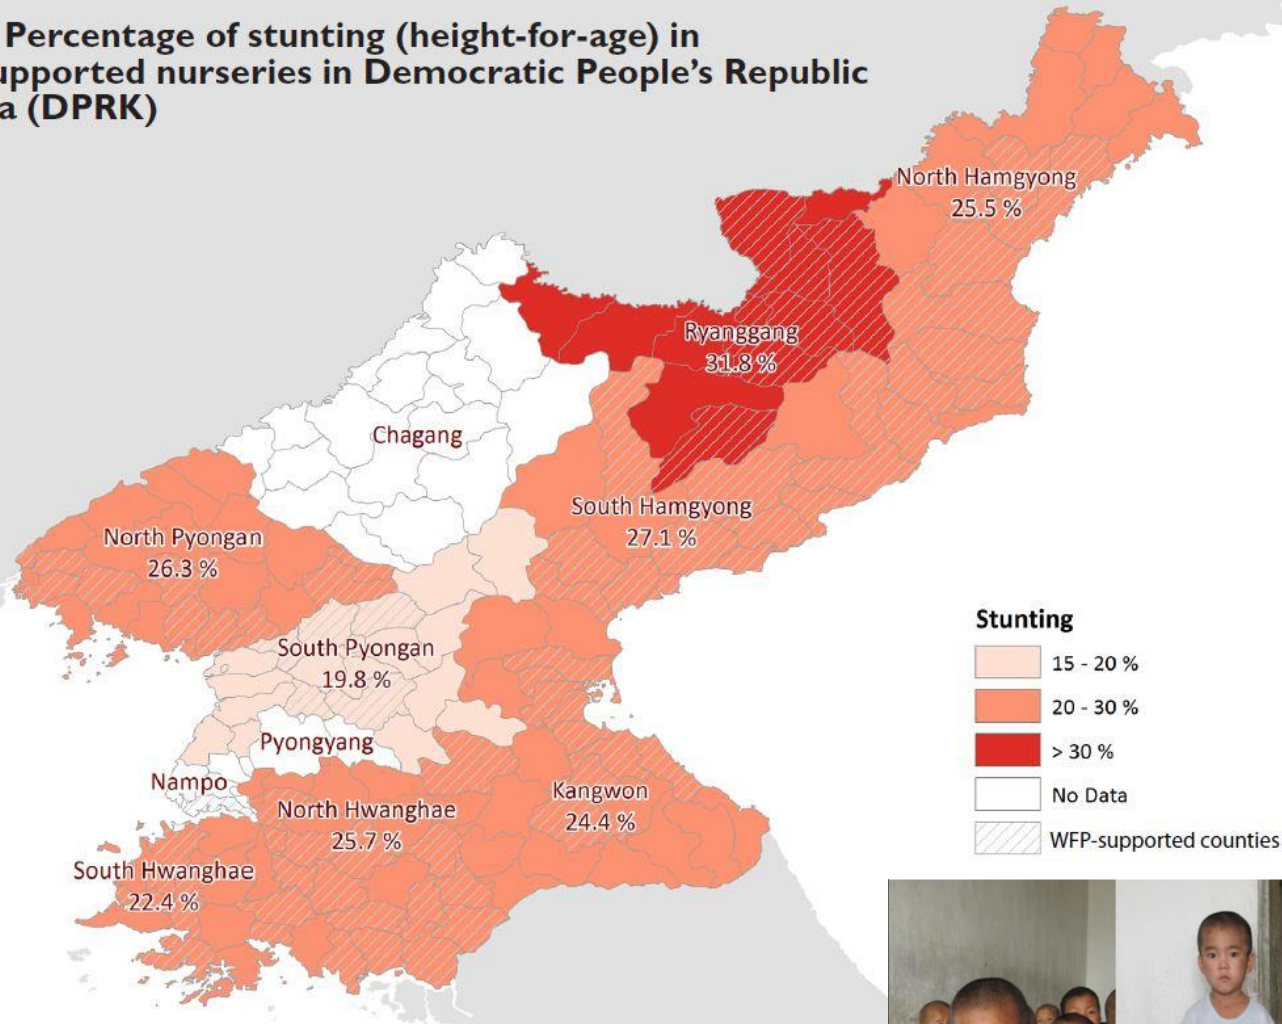 Percentage of stunting (height-for-age) in
upported nurseries in Democratic People's Republic
a (DPRK)
North Hamgyong
25.5 %
Ryanggang
31.8 %
Chagang
South Hamgyong
27.1 %
North Pyongan
26.3 %
South Pyongan
19.8 %
Pyongyang
Nampo
North Hwanghae
25.7 %
Kangwon
24.4 %
South Hwanghae
22.4 %
Stunting
15 - 20 %
20 - 30 %
> 30 %
No Data
WFP-supported counties